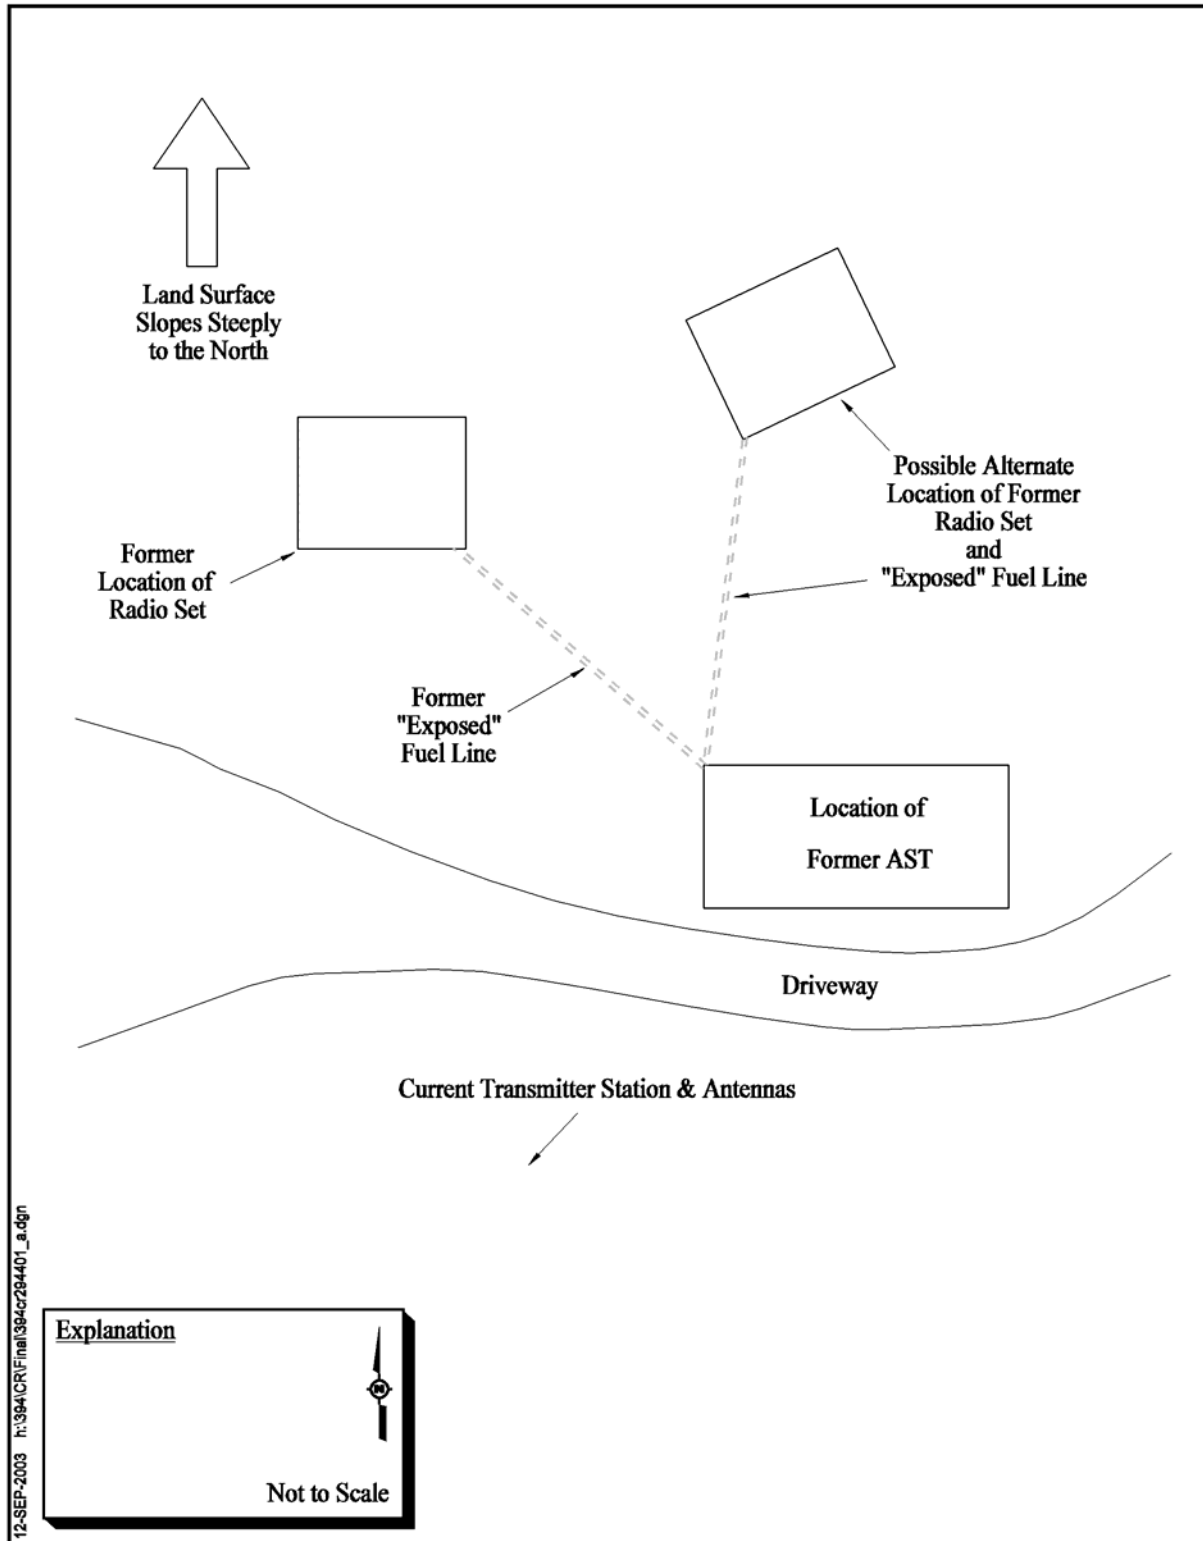 Land Surface
Slopes Steeply
to the North
Possible Alternate
Location of Former
Radio Set
and
"Exposed" Fuel Line
Former
Location of
Radio Set
Former
"Exposed"
Fuel Line
Location of
Former AST
Driveway
Current Transmitter Station & Antennas
Explanation
N
Not to Scale
12-SEP-2003 h:\394\CR\Final\394cr294401_a.dgn